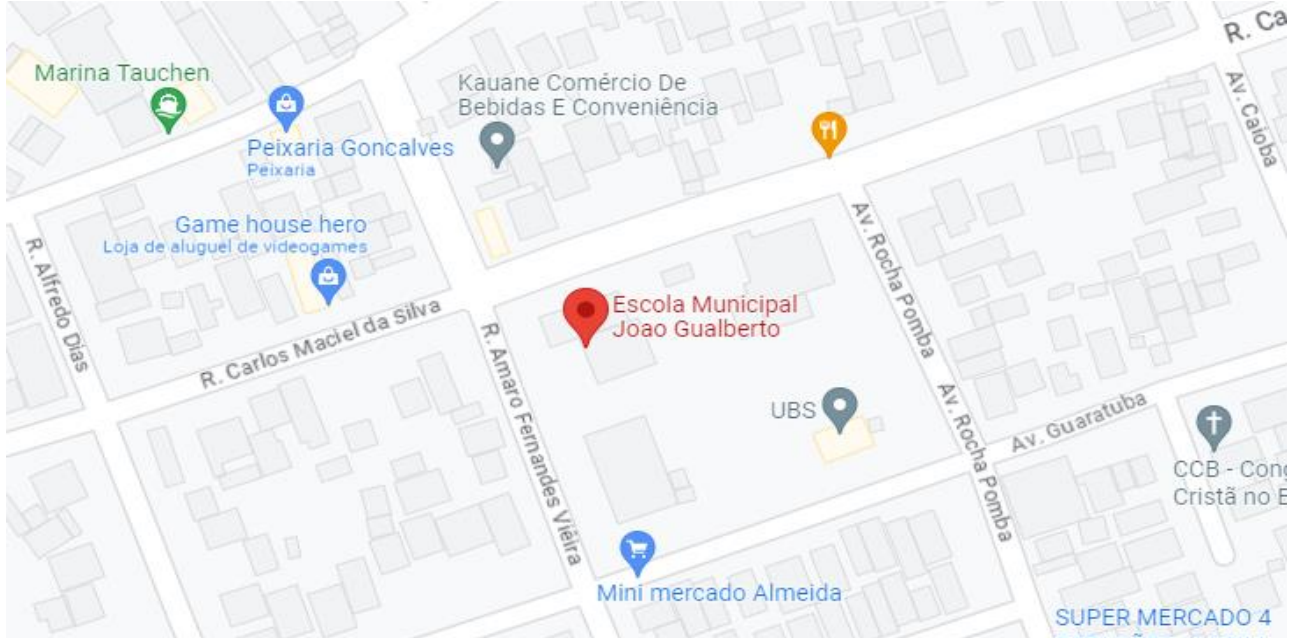 R. Ca
Marina Tauchen
Kauane Comércio De
Bebidas E Conveniência
Av. Caioba
Peixaria Goncalves
Peixaria
Game house hero
Loja de aluguel de videogames
R. Alfredo Dias
Av. Rocha Pomba
Escola Municipal
Joao Gualberto
R. Carlos Maciel da Silva
R. Amaro Fernandes Viêira
UBS
Av. Rocha Pomba
Av. Guaratuba
CCB - Cong
Cristã no B
Mini mercado Almeida
SUPER MERCADO 4